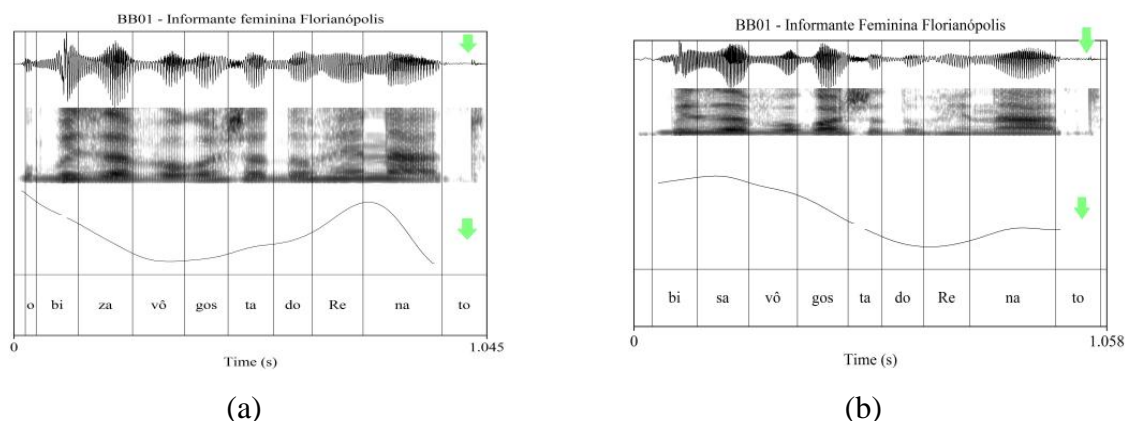 BB01 - Informante feminina Florianópolis
o bi za vô gos ta do Re na to
0 1.045
Time (s)
(a)
BB01 - Informante Feminina Florianópolis
bi sa vô gos ta do Re na to
0 1.058
Time (s)
(b)